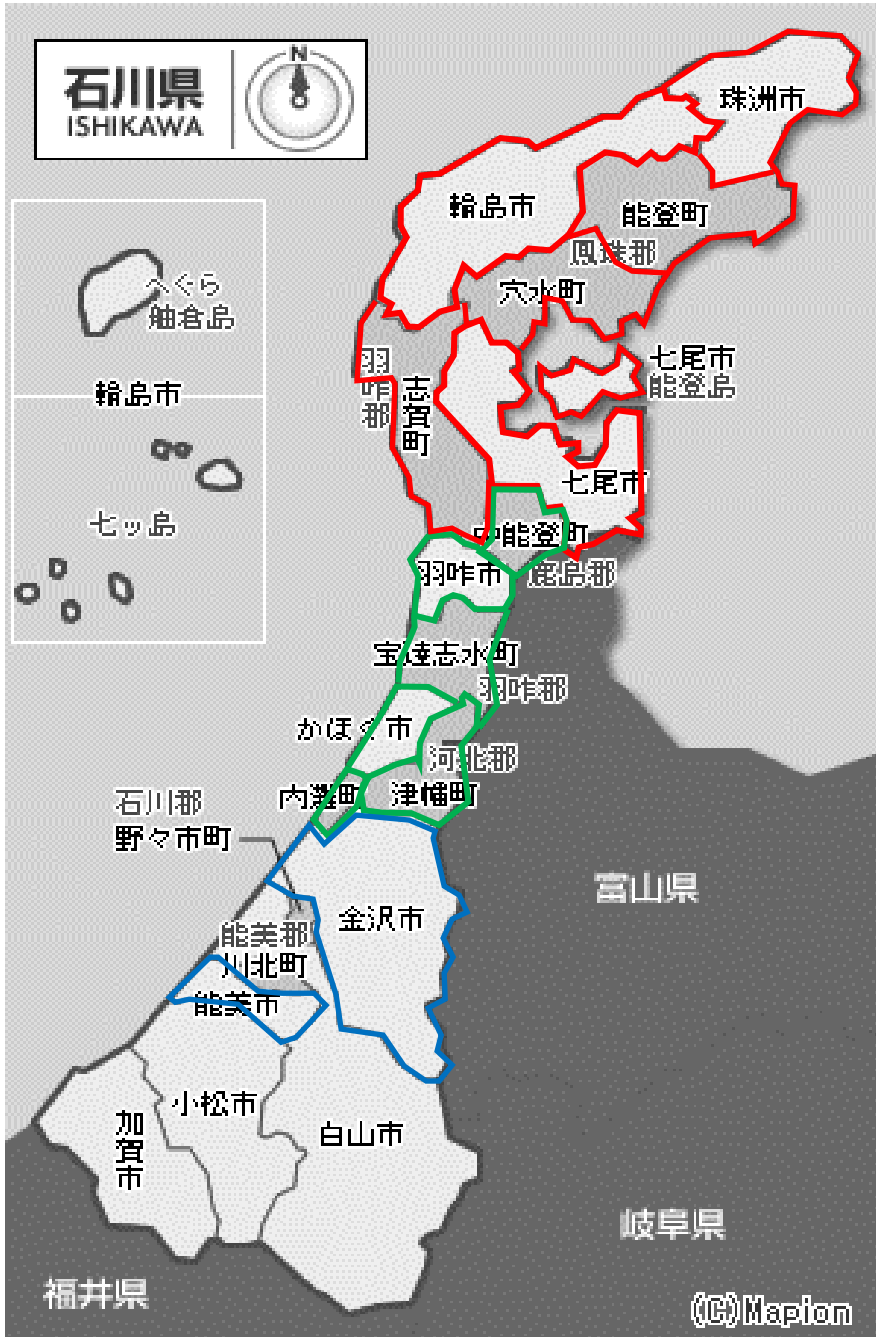 石川県
ISHIKAWA
N
珠洲市
輪島市
能登町
鳳珠郡
穴水町
へぐら
舳倉島
輪島市
七ッ島
羽咋郡
志賀町
七尾市
能登島
七尾市
中能登町
鹿島郡
羽咋市
宝達志水町
羽咋郡
かほく市
河北郡
内灘町
津幡町
石川郡
野々市町
金沢市
能美郡
川北町
能美市
小松市
加賀市
白山市
富山県
岐阜県
福井県
(C)Mapion